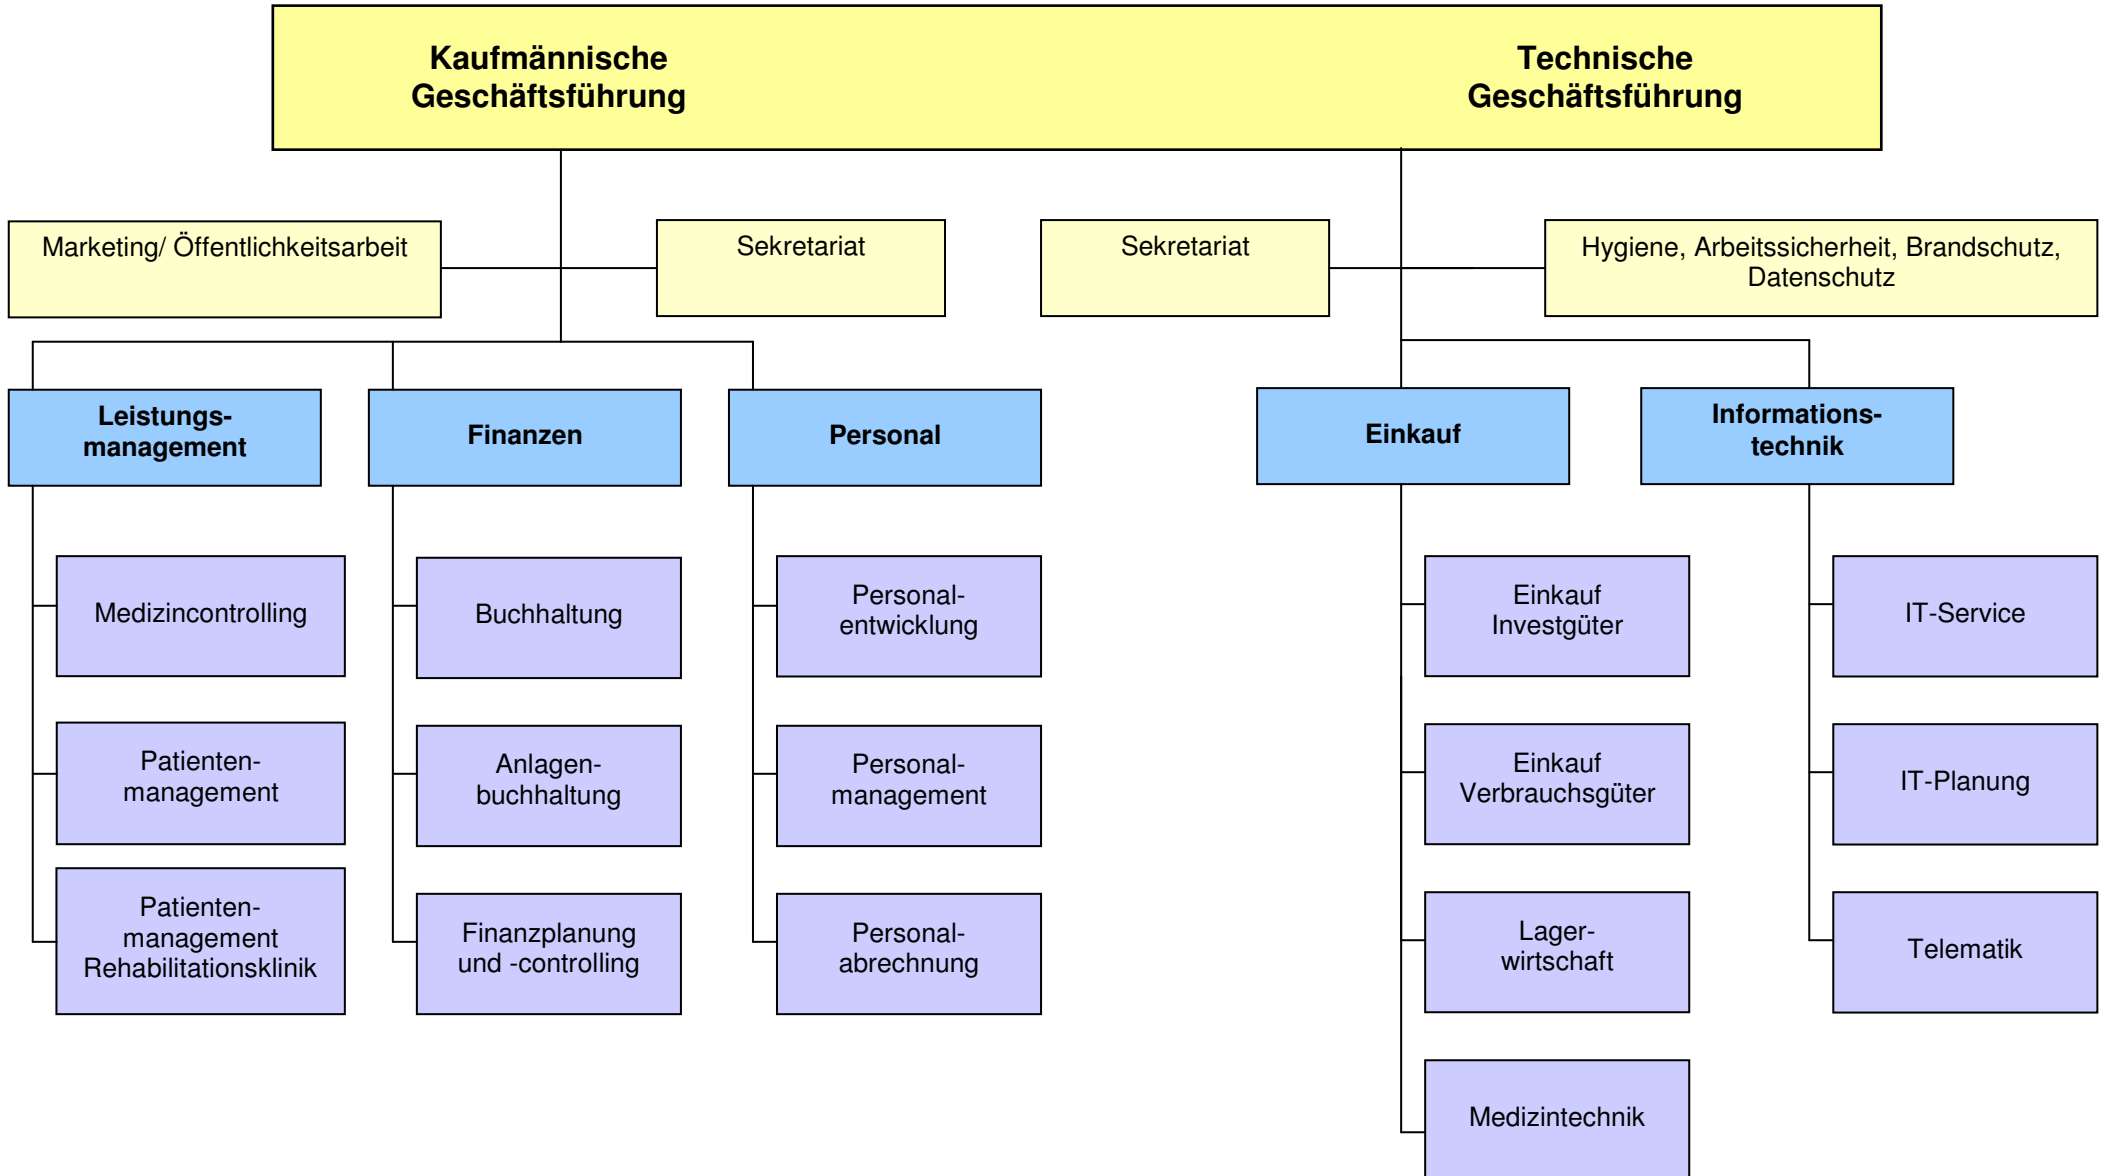 Kaufmännische
Geschäftsführung
Technische
Geschäftsführung
Marketing/ Öffentlichkeitsarbeit
Sekretariat
Sekretariat
Hygiene, Arbeitssicherheit, Brandschutz,
Datenschutz
Leistungs-
management
Finanzen
Personal
Einkauf
Informations-
technik
Medizincontrolling
Buchhaltung
Personal-
entwicklung
Einkauf
Investgüter
IT-Service
Patienten-
management
Anlagen-
buchhaltung
Personal-
management
Einkauf
Verbrauchsgüter
IT-Planung
Patienten-
management
Rehabilitationsklinik
Finanzplanung
und -controlling
Personal-
abrechnung
Lager-
wirtschaft
Telematik
Medizintechnik